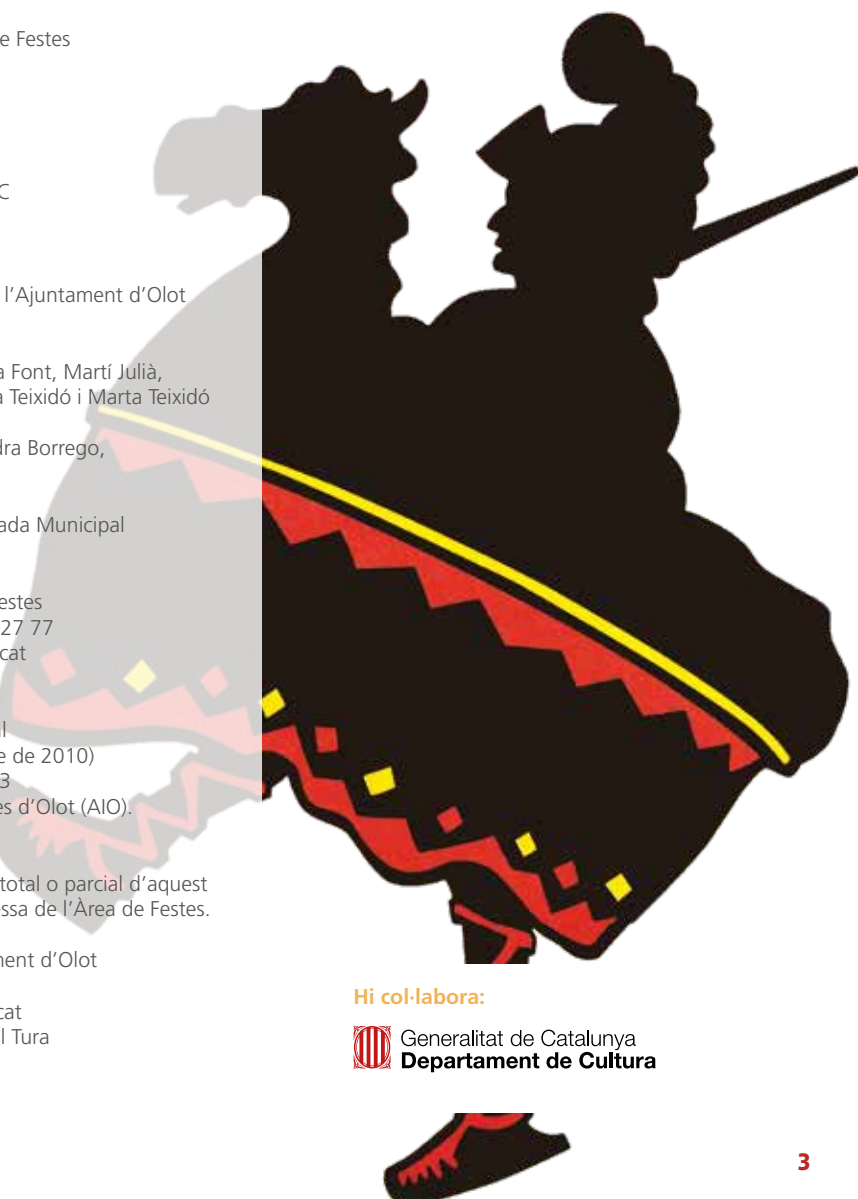 e Festes
C
l'Ajuntament d'Olot
a Font, Martí Julià,
a Teixidó i Marta Teixidó
dra Borrego,
ada Municipal
estes
27 77
cat
il
e de 2010)
3
es d'Olot (AIO).
total o parcial d'aquest
essa de l'Àrea de Festes.
ment d'Olot
cat
l Tura
Hi col·labora:
Generalitat de Catalunya
Departament de Cultura
3